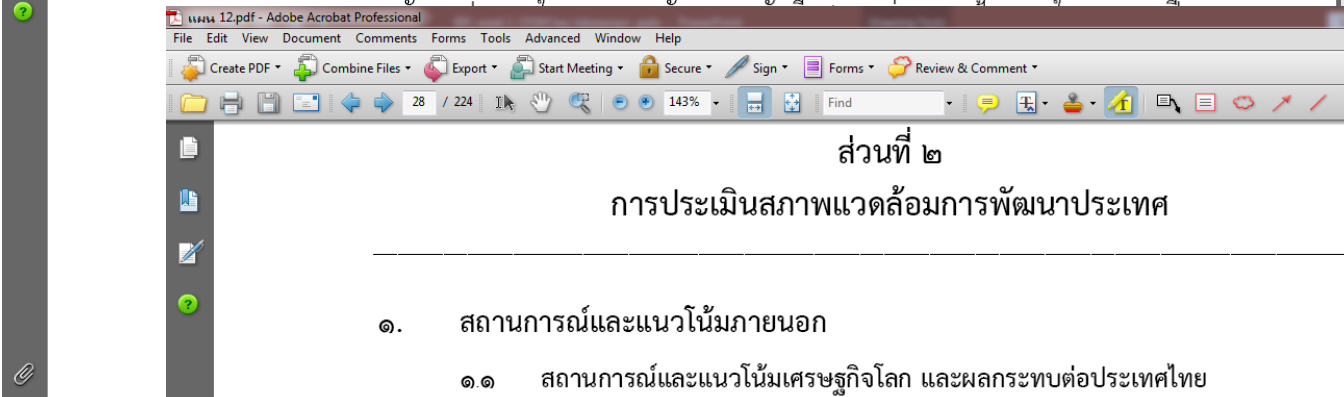 แผน 12.pdf - Adobe Acrobat Professional
File Edit View Document Comments Forms Tools Advanced Window Help
Create PDF Combine Files Export Start Meeting Secure Sign Forms Review & Comment
28 / 224 143% Find
ส่วนที่ ๒
การประเมินสภาพแวดล้อมการพัฒนาประเทศ
๑. สถานการณ์และแนวโน้มภายนอก
๑.๑ สถานการณ์และแนวโน้มเศรษฐกิจโลก และผลกระทบต่อประเทศไทย